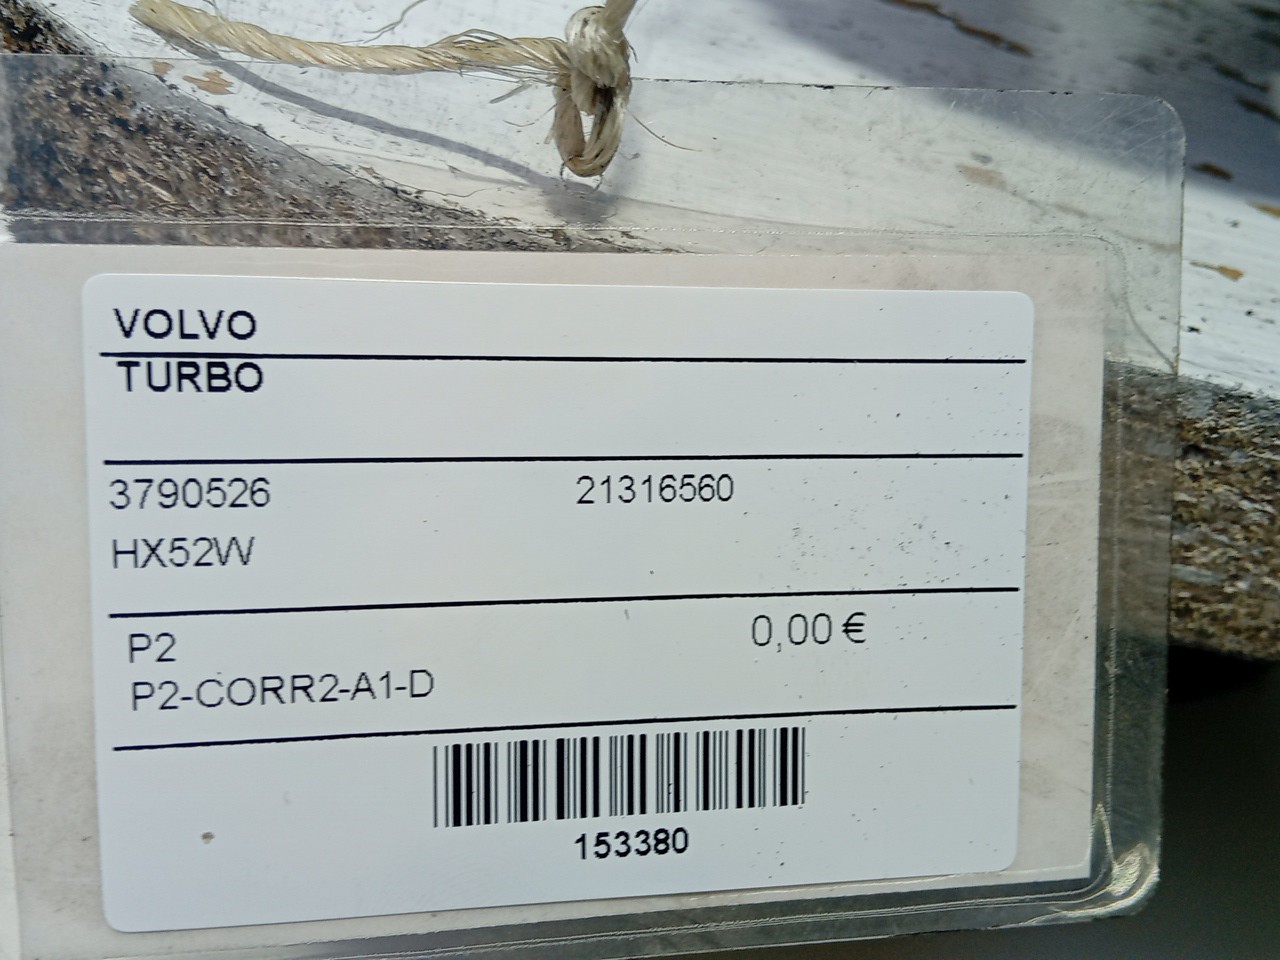 VOLVO
TURBO
3790526 21316560
HX52W
P2 0,00 €
P2-CORR2-A1-D
153380